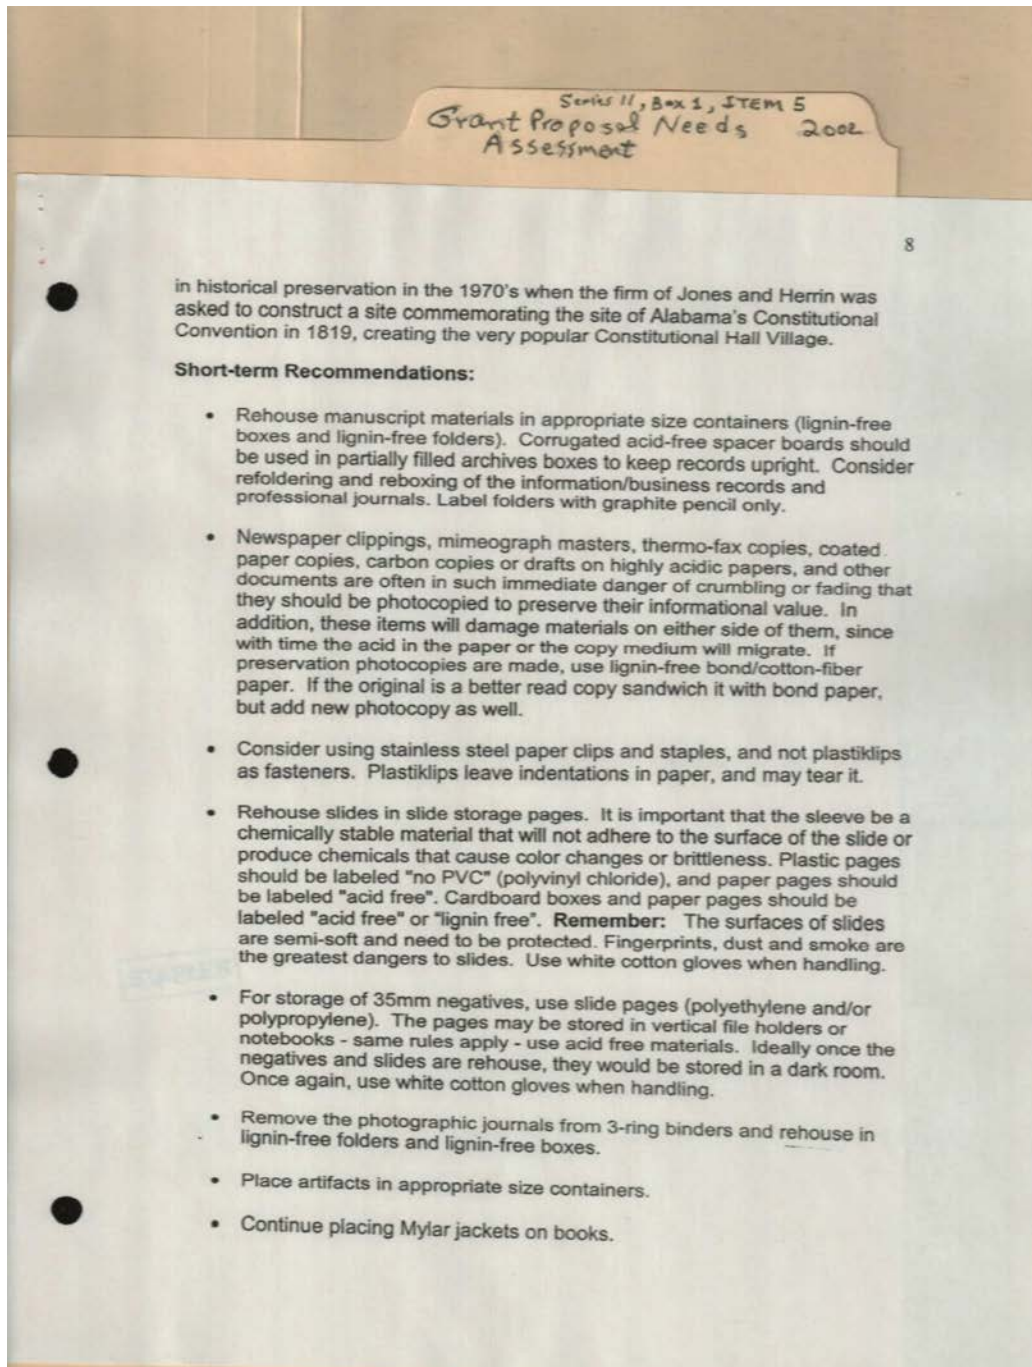 Series 11, Box 1, ITEM 5
Grant Proposal Needs 2002
Assessment
8
in historical preservation in the 1970's when the firm of Jones and Herrin was
asked to construct a site commemorating the site of Alabama's Constitutional
Convention in 1819, creating the very popular Constitutional Hall Village.
Short-term Recommendations:
• Rehouse manuscript materials in appropriate size containers (lignin-free
boxes and lignin-free folders). Corrugated acid-free spacer boards should
be used in partially filled archives boxes to keep records upright. Consider
refoldering and reboxing of the information/business records and
professional journals. Label folders with graphite pencil only.
• Newspaper clippings, mimeograph masters, thermo-fax copies, coated
paper copies, carbon copies or drafts on highly acidic papers, and other
documents are often in such immediate danger of crumbling or fading that
they should be photocopied to preserve their informational value. In
addition, these items will damage materials on either side of them, since
with time the acid in the paper or the copy medium will migrate. If
preservation photocopies are made, use lignin-free bond/cotton-fiber
paper. If the original is a better read copy sandwich it with bond paper,
but add new photocopy as well.
• Consider using stainless steel paper clips and staples, and not plastiklips
as fasteners. Plastiklips leave indentations in paper, and may tear it.
• Rehouse slides in slide storage pages. It is important that the sleeve be a
chemically stable material that will not adhere to the surface of the slide or
produce chemicals that cause color changes or brittleness. Plastic pages
should be labeled "no PVC" (polyvinyl chloride), and paper pages should
be labeled "acid free". Cardboard boxes and paper pages should be
labeled "acid free" or "lignin free". Remember: The surfaces of slides
are semi-soft and need to be protected. Fingerprints, dust and smoke are
the greatest dangers to slides. Use white cotton gloves when handling.
• For storage of 35mm negatives, use slide pages (polyethylene and/or
polypropylene). The pages may be stored in vertical file holders or
notebooks - same rules apply - use acid free materials. Ideally once the
negatives and slides are rehouse, they would be stored in a dark room.
Once again, use white cotton gloves when handling.
• Remove the photographic journals from 3-ring binders and rehouse in
lignin-free folders and lignin-free boxes.
• Place artifacts in appropriate size containers.
• Continue placing Mylar jackets on books.